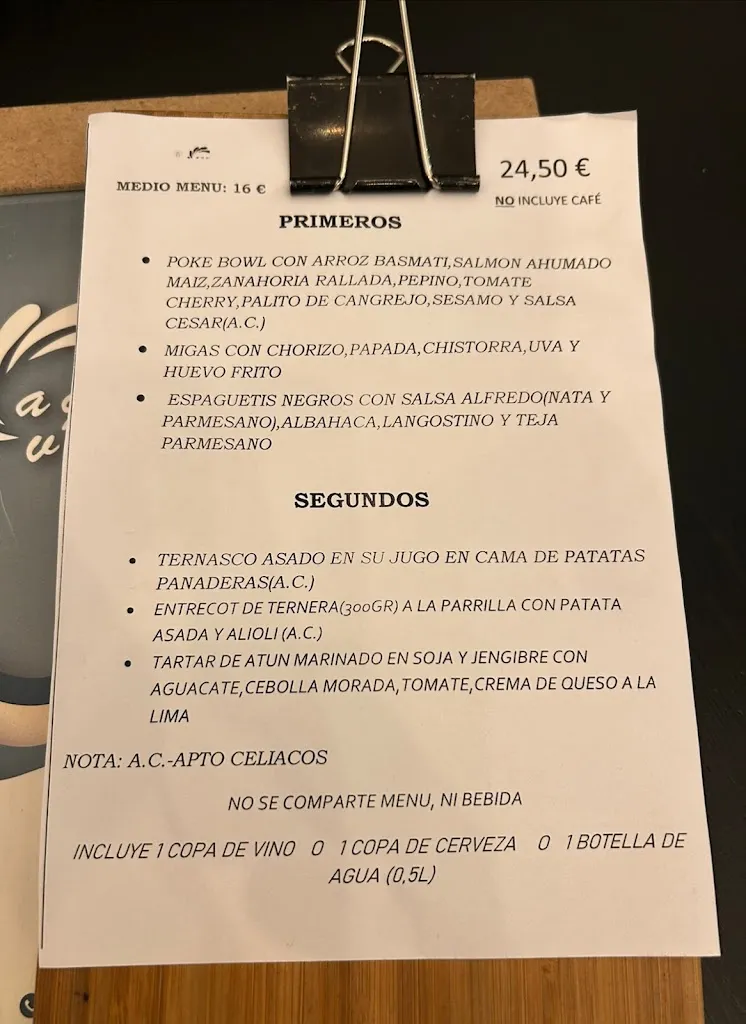 MEDIO MENU: 16 €
24,50 €
NO INCLUYE CAFÉ
PRIMEROS
• POKE BOWL CON ARROZ BASMATI,SALMON AHUMADO
MAIZ,ZANAHORIA RALLADA,PEPINO,TOMATE
CHERRY,PALITO DE CANGREJO,SESAMO Y SALSA
CESAR(A.C.)
• MIGAS CON CHORIZO,PAPADA,CHISTORRA,UVA Y
HUEVO FRITO
• ESPAGUETIS NEGROS CON SALSA ALFREDO(NATA Y
PARMESANO),ALBAHACA,LANGOSTINO Y TEJA
PARMESANO
SEGUNDOS
• TERNASCO ASADO EN SU JUGO EN CAMA DE PATATAS
PANADERAS(A.C.)
• ENTRECOT DE TERNERA(300GR) A LA PARRILLA CON PATATA
ASADA Y ALIOLI (A.C.)
• TARTAR DE ATUN MARINADO EN SOJA Y JENGIBRE CON
AGUACATE,CEBOLLA MORADA,TOMATE,CREMA DE QUESO A LA
LIMA
NOTA: A.C.-APTO CELIACOS
NO SE COMPARTE MENU, NI BEBIDA
INCLUYE 1 COPA DE VINO O 1 COPA DE CERVEZA O 1 BOTELLA DE
AGUA (0,5L)